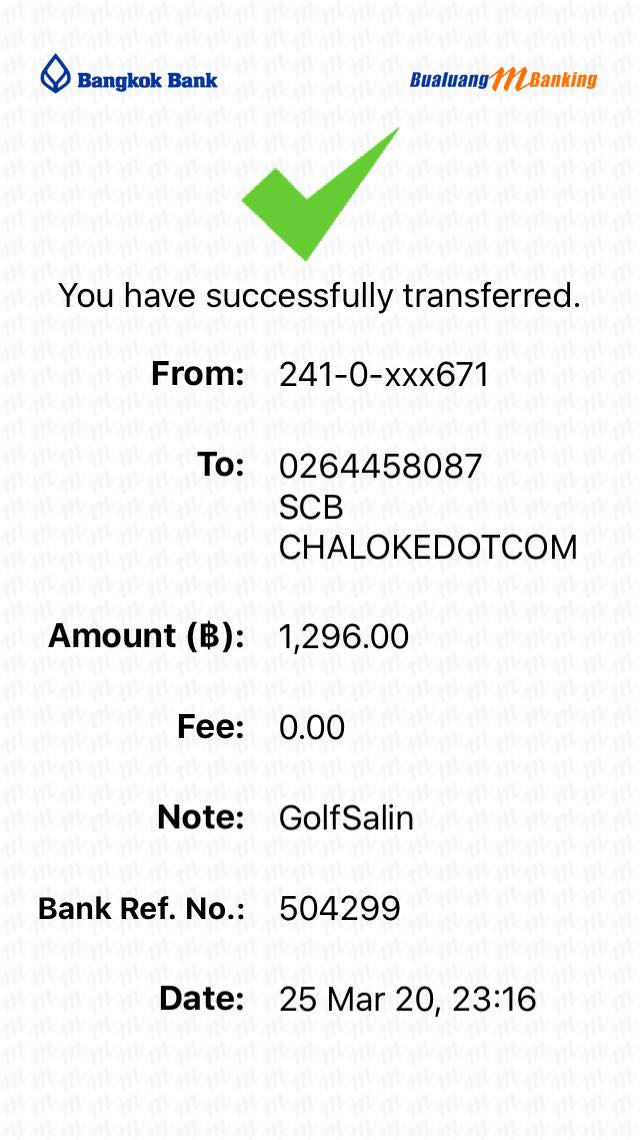 Bangkok Bank
Bualuang mBanking
You have successfully transferred.
From: 241-0-xxx671
To: 0264458087
SCB
CHALOKEDOTCOM
Amount (฿): 1,296.00
Fee: 0.00
Note: GolfSalin
Bank Ref. No.: 504299
Date: 25 Mar 20, 23:16